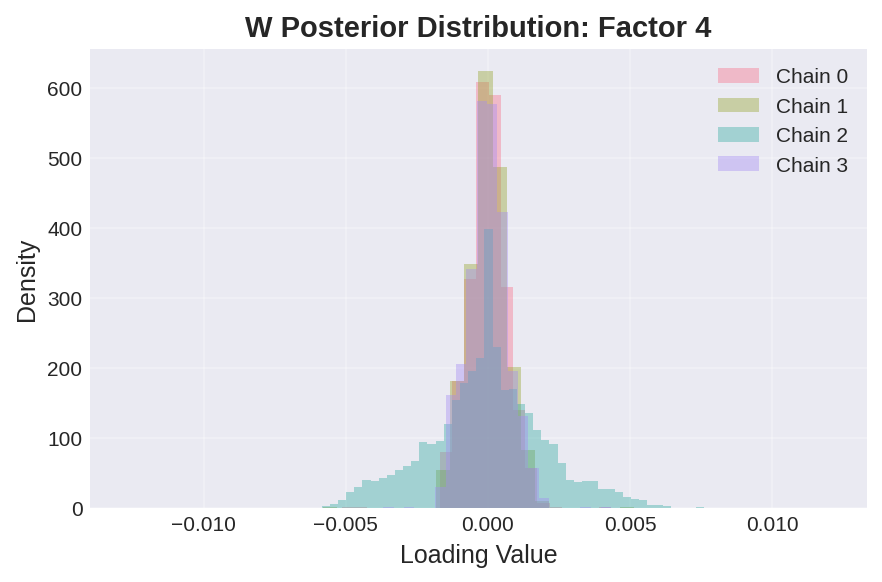 W Posterior Distribution: Factor 4
Chain 0
Chain 1
Chain 2
Chain 3
Density
600
500
400
300
200
100
0
−0.010 −0.005 0.000 0.005 0.010
Loading Value